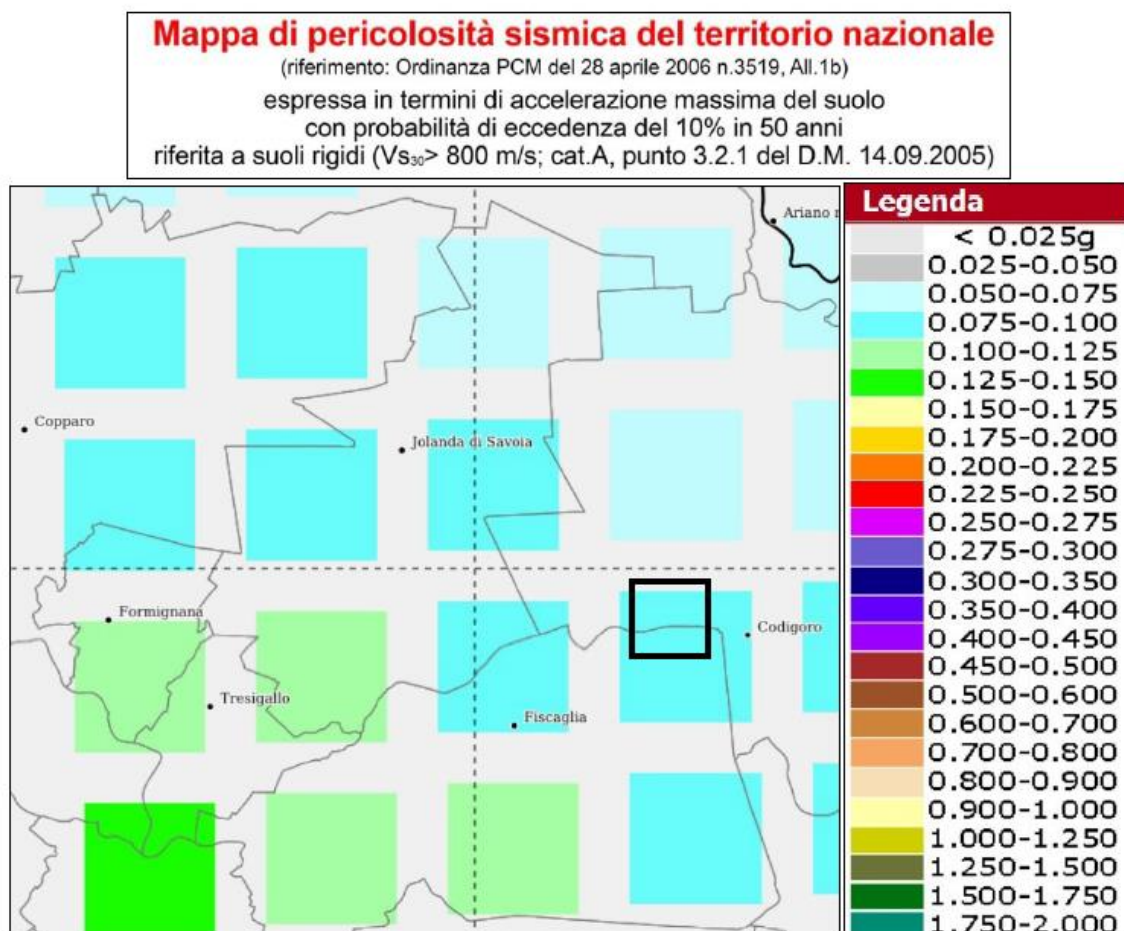 Mappa di pericolosità sismica del territorio nazionale
(riferimento: Ordinanza PCM del 28 aprile 2006 n.3519, All.1b)
espressa in termini di accelerazione massima del suolo
con probabilità di eccedenza del 10% in 50 anni
riferita a suoli rigidi (Vs₃₀> 800 m/s; cat.A, punto 3.2.1 del D.M. 14.09.2005)
Ariano
Copparo
Jolanda di Savoia
Formignana
Codigoro
Tresigallo
Fiscaglia
Legenda
< 0.025g
0.025-0.050
0.050-0.075
0.075-0.100
0.100-0.125
0.125-0.150
0.150-0.175
0.175-0.200
0.200-0.225
0.225-0.250
0.250-0.275
0.275-0.300
0.300-0.350
0.350-0.400
0.400-0.450
0.450-0.500
0.500-0.600
0.600-0.700
0.700-0.800
0.800-0.900
0.900-1.000
1.000-1.250
1.250-1.500
1.500-1.750
1.750-2.000